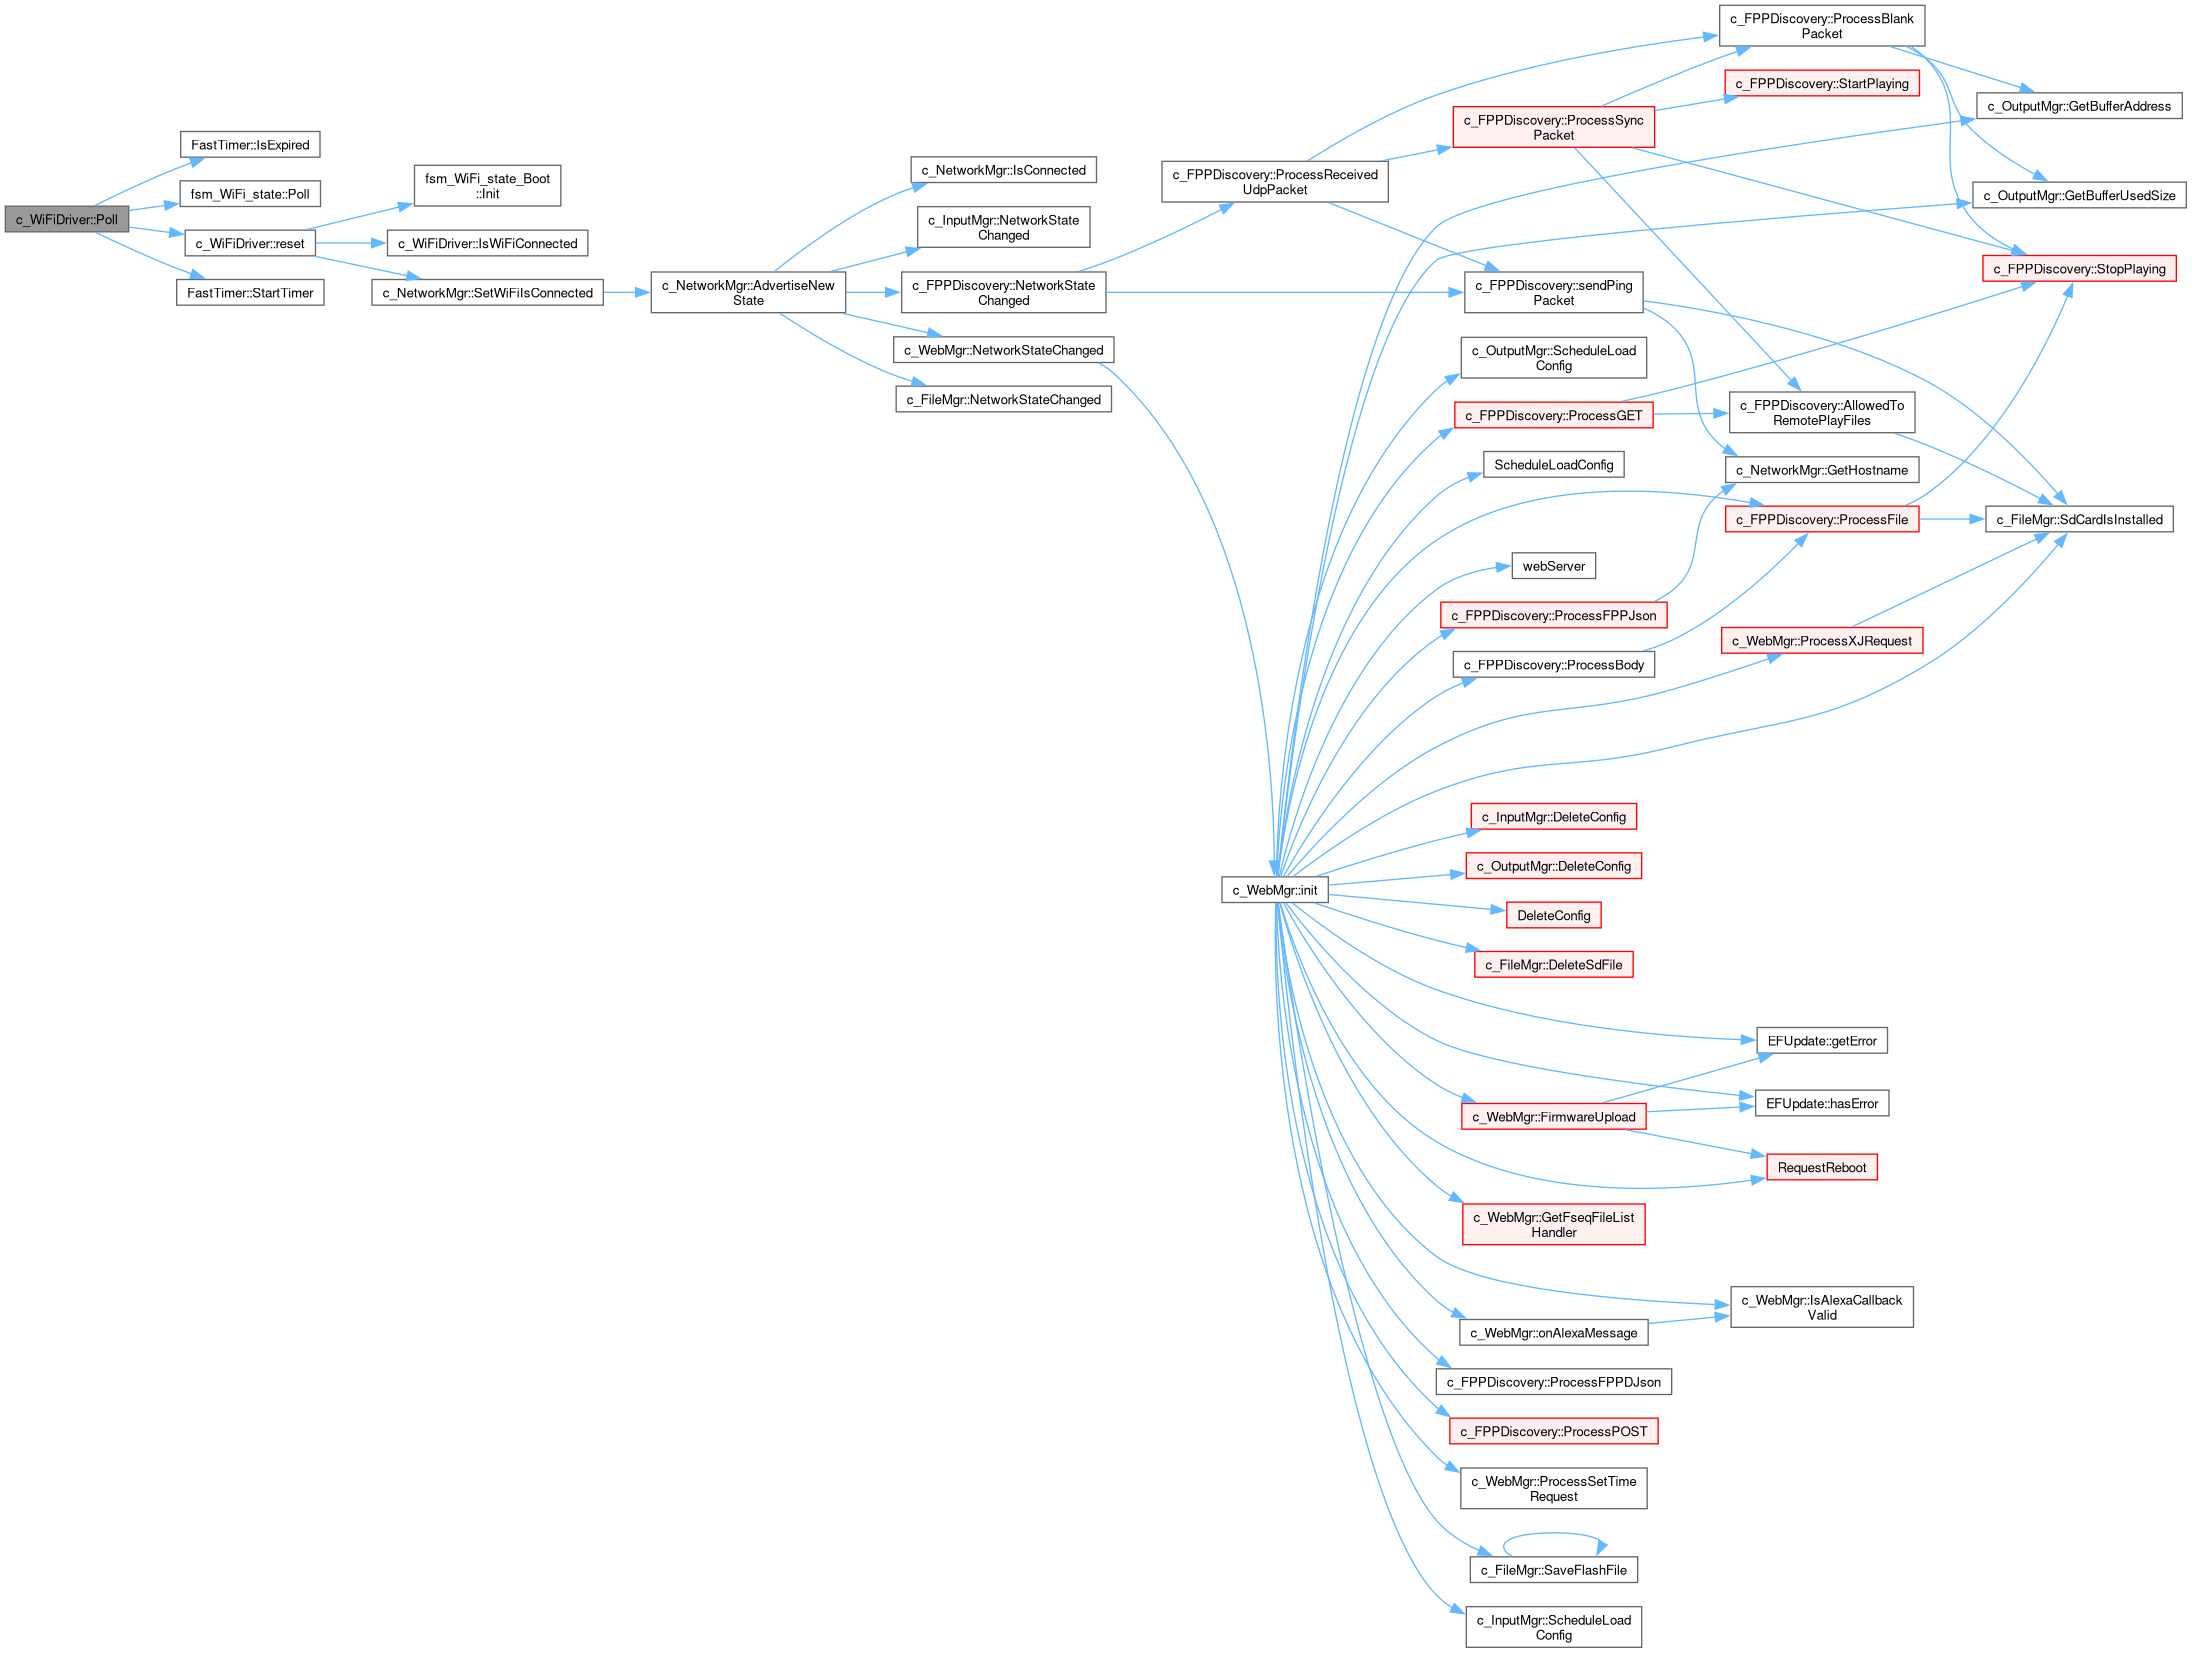 c_WiFiDriver::Poll
FastTimer::IsExpired
fsm_WiFi_state::Poll
c_WiFiDriver::reset
FastTimer::StartTimer
fsm_WiFi_state_Boot
::Init
c_WiFiDriver::IsWiFiConnected
c_NetworkMgr::SetWiFiIsConnected
c_NetworkMgr::AdvertiseNew
State
c_NetworkMgr::IsConnected
c_InputMgr::NetworkState
Changed
c_FPPDiscovery::NetworkState
Changed
c_WebMgr::NetworkStateChanged
c_FileMgr::NetworkStateChanged
c_FPPDiscovery::ProcessReceived
UdpPacket
c_WebMgr::init
c_FPPDiscovery::ProcessSync
Packet
c_FPPDiscovery::sendPing
Packet
c_OutputMgr::ScheduleLoad
Config
c_FPPDiscovery::ProcessGET
ScheduleLoadConfig
webServer
c_FPPDiscovery::ProcessFPPJson
c_FPPDiscovery::ProcessBody
c_InputMgr::DeleteConfig
c_OutputMgr::DeleteConfig
DeleteConfig
c_FileMgr::DeleteSdFile
c_WebMgr::FirmwareUpload
c_WebMgr::GetFseqFileList
Handler
c_WebMgr::onAlexaMessage
c_FPPDiscovery::ProcessFPPDJson
c_FPPDiscovery::ProcessPOST
c_WebMgr::ProcessSetTime
Request
c_FileMgr::SaveFlashFile
c_InputMgr::ScheduleLoad
Config
c_FPPDiscovery::ProcessBlank
Packet
c_FPPDiscovery::StartPlaying
c_FPPDiscovery::AllowedTo
RemotePlayFiles
c_NetworkMgr::GetHostname
c_FPPDiscovery::ProcessFile
c_WebMgr::ProcessXJRequest
EFUpdate::getError
EFUpdate::hasError
RequestReboot
c_WebMgr::IsAlexaCallback
Valid
c_OutputMgr::GetBufferAddress
c_OutputMgr::GetBufferUsedSize
c_FPPDiscovery::StopPlaying
c_FileMgr::SdCardIsInstalled